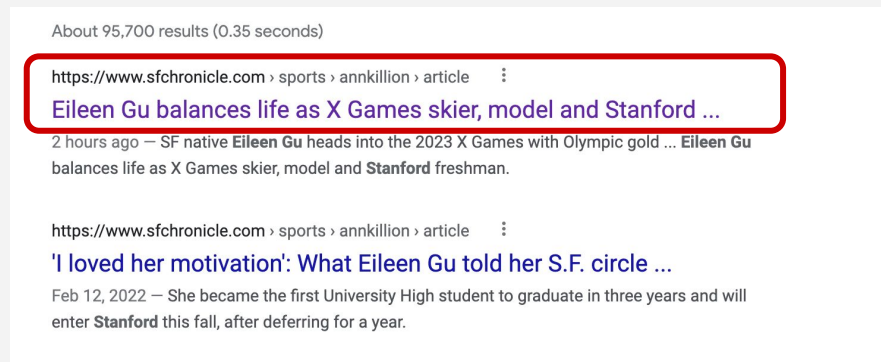 About 95,700 results (0.35 seconds)
https://www.sfchronicle.com › sports › annkillion › article
Eileen Gu balances life as X Games skier, model and Stanford ...
2 hours ago — SF native Eileen Gu heads into the 2023 X Games with Olympic gold ... Eileen Gu
balances life as X Games skier, model and Stanford freshman.
https://www.sfchronicle.com › sports › annkillion › article
'I loved her motivation': What Eileen Gu told her S.F. circle ...
Feb 12, 2022 — She became the first University High student to graduate in three years and will
enter Stanford this fall, after deferring for a year.